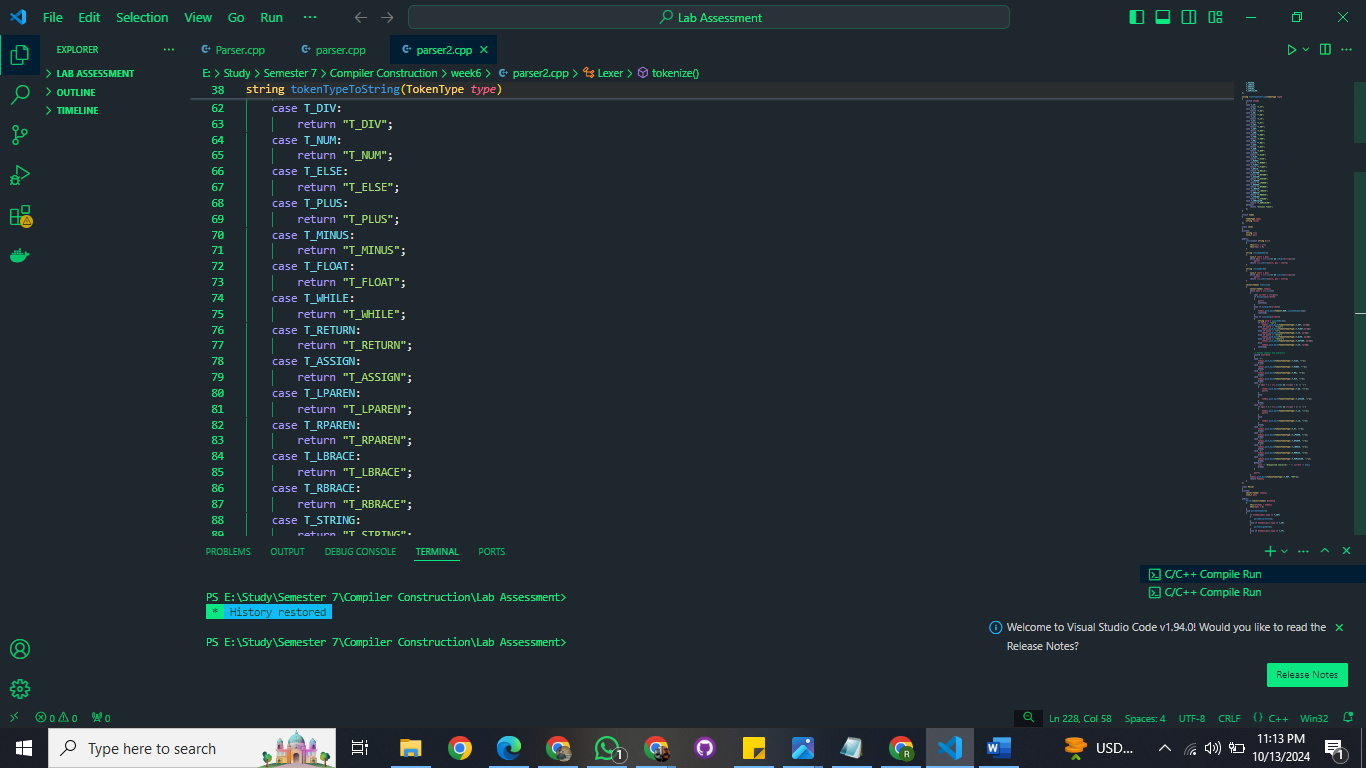 File Edit Selection View Go Run ··· Lab Assessment
EXPLORER ···
LAB ASSESSMENT
OUTLINE
TIMELINE
Parser.cpp parser.cpp parser2.cpp
E: > Study > Semester 7 > Compiler Construction > week6 > parser2.cpp > Lexer > tokenize()
38 string tokenTypeToString(TokenType type)
62 case T_DIV:
63 return "T_DIV";
64 case T_NUM:
65 return "T_NUM";
66 case T_ELSE:
67 return "T_ELSE";
68 case T_PLUS:
69 return "T_PLUS";
70 case T_MINUS:
71 return "T_MINUS";
72 case T_FLOAT:
73 return "T_FLOAT";
74 case T_WHILE:
75 return "T_WHILE";
76 case T_RETURN:
77 return "T_RETURN";
78 case T_ASSIGN:
79 return "T_ASSIGN";
80 case T_LPAREN:
81 return "T_LPAREN";
82 case T_RPAREN:
83 return "T_RPAREN";
84 case T_LBRACE:
85 return "T_LBRACE";
86 case T_RBRACE:
87 return "T_RBRACE";
88 case T_STRING:
89 return "T_STRING";
PROBLEMS OUTPUT DEBUG CONSOLE TERMINAL PORTS
C/C++ Compile Run
C/C++ Compile Run
PS E:\Study\Semester 7\Compiler Construction\Lab Assessment>
* History restored
PS E:\Study\Semester 7\Compiler Construction\Lab Assessment>
Welcome to Visual Studio Code v1.94.0! Would you like to read the
Release Notes?
Release Notes
0 0 0 Ln 228, Col 58 Spaces: 4 UTF-8 CRLF {} C++ Win32
Type here to search
1
USD...
11:13 PM
10/13/2024
1